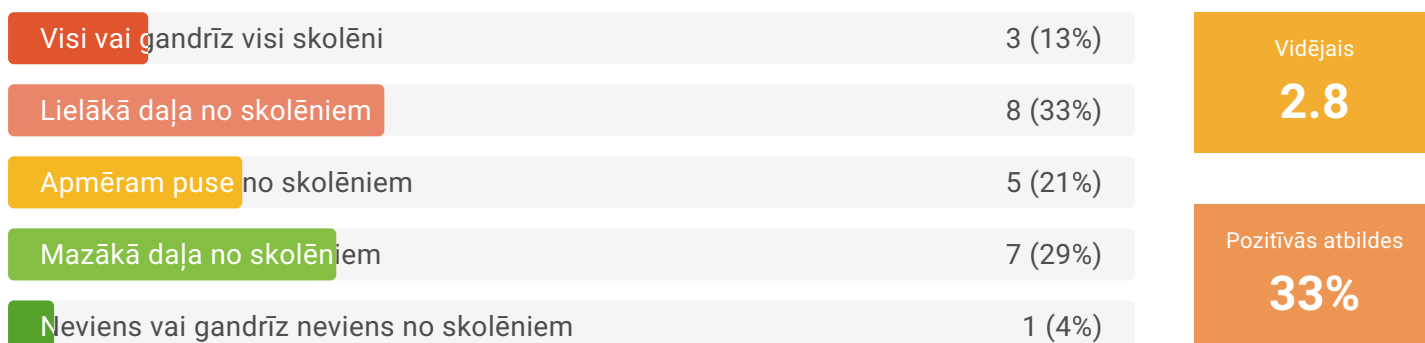 Visi vai gandrīz visi skolēni 3 (13%)
Lielākā daļa no skolēniem 8 (33%)
Apmēram puse no skolēniem 5 (21%)
Mazākā daļa no skolēniem 7 (29%)
Neviens vai gandrīz neviens no skolēniem 1 (4%)
Vidējais
2.8
Pozitīvās atbildes
33%